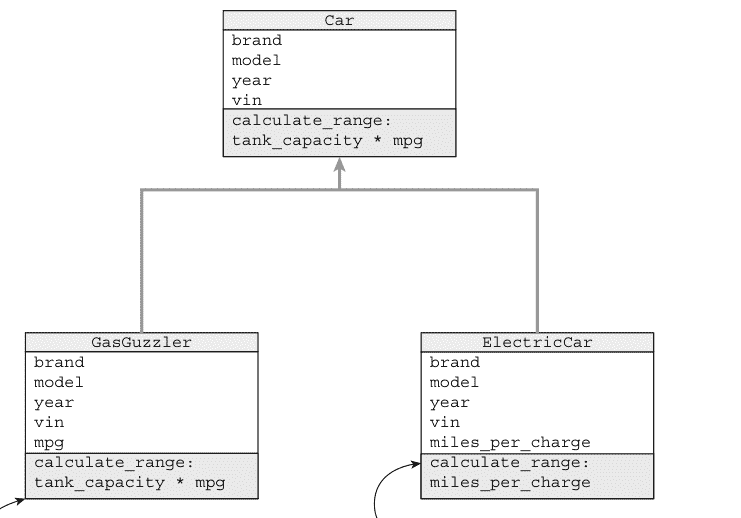 Car
brand
model
year
vin
calculate_range:
tank_capacity * mpg
GasGuzzler
brand
model
year
vin
mpg
calculate_range:
tank_capacity * mpg
ElectricCar
brand
model
year
vin
miles_per_charge
calculate_range:
miles_per_charge